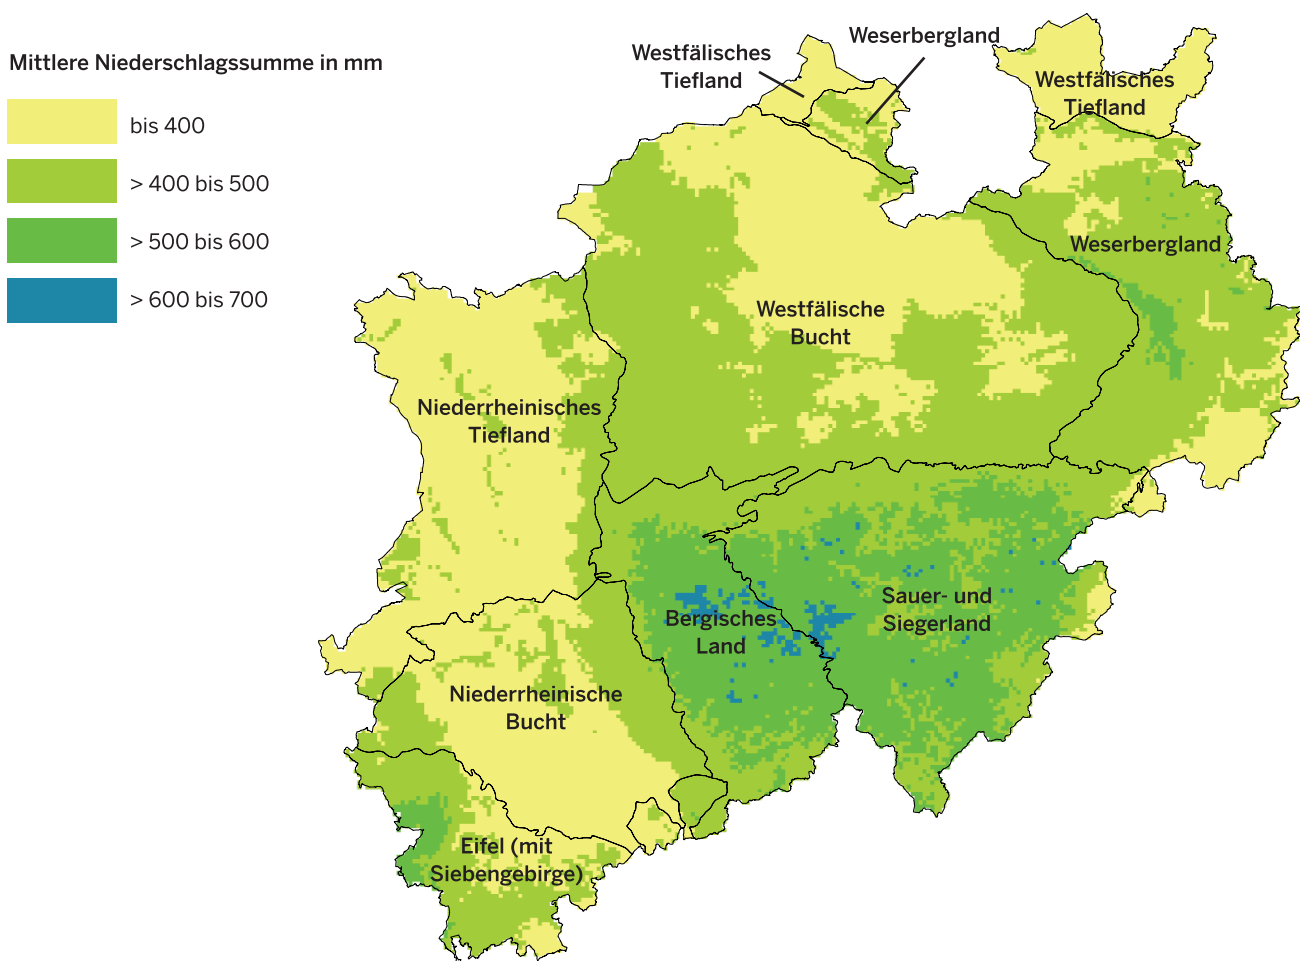 Mittlere Niederschlagssumme in mm
bis 400
> 400 bis 500
> 500 bis 600
> 600 bis 700
Westfälisches
Tiefland
Weserbergland
Westfälisches
Tiefland
Weserbergland
Westfälische
Bucht
Niederrheinisches
Tiefland
Sauer- und
Siegerland
Bergisches
Land
Niederrheinische
Bucht
Eifel (mit
Siebengebirge)